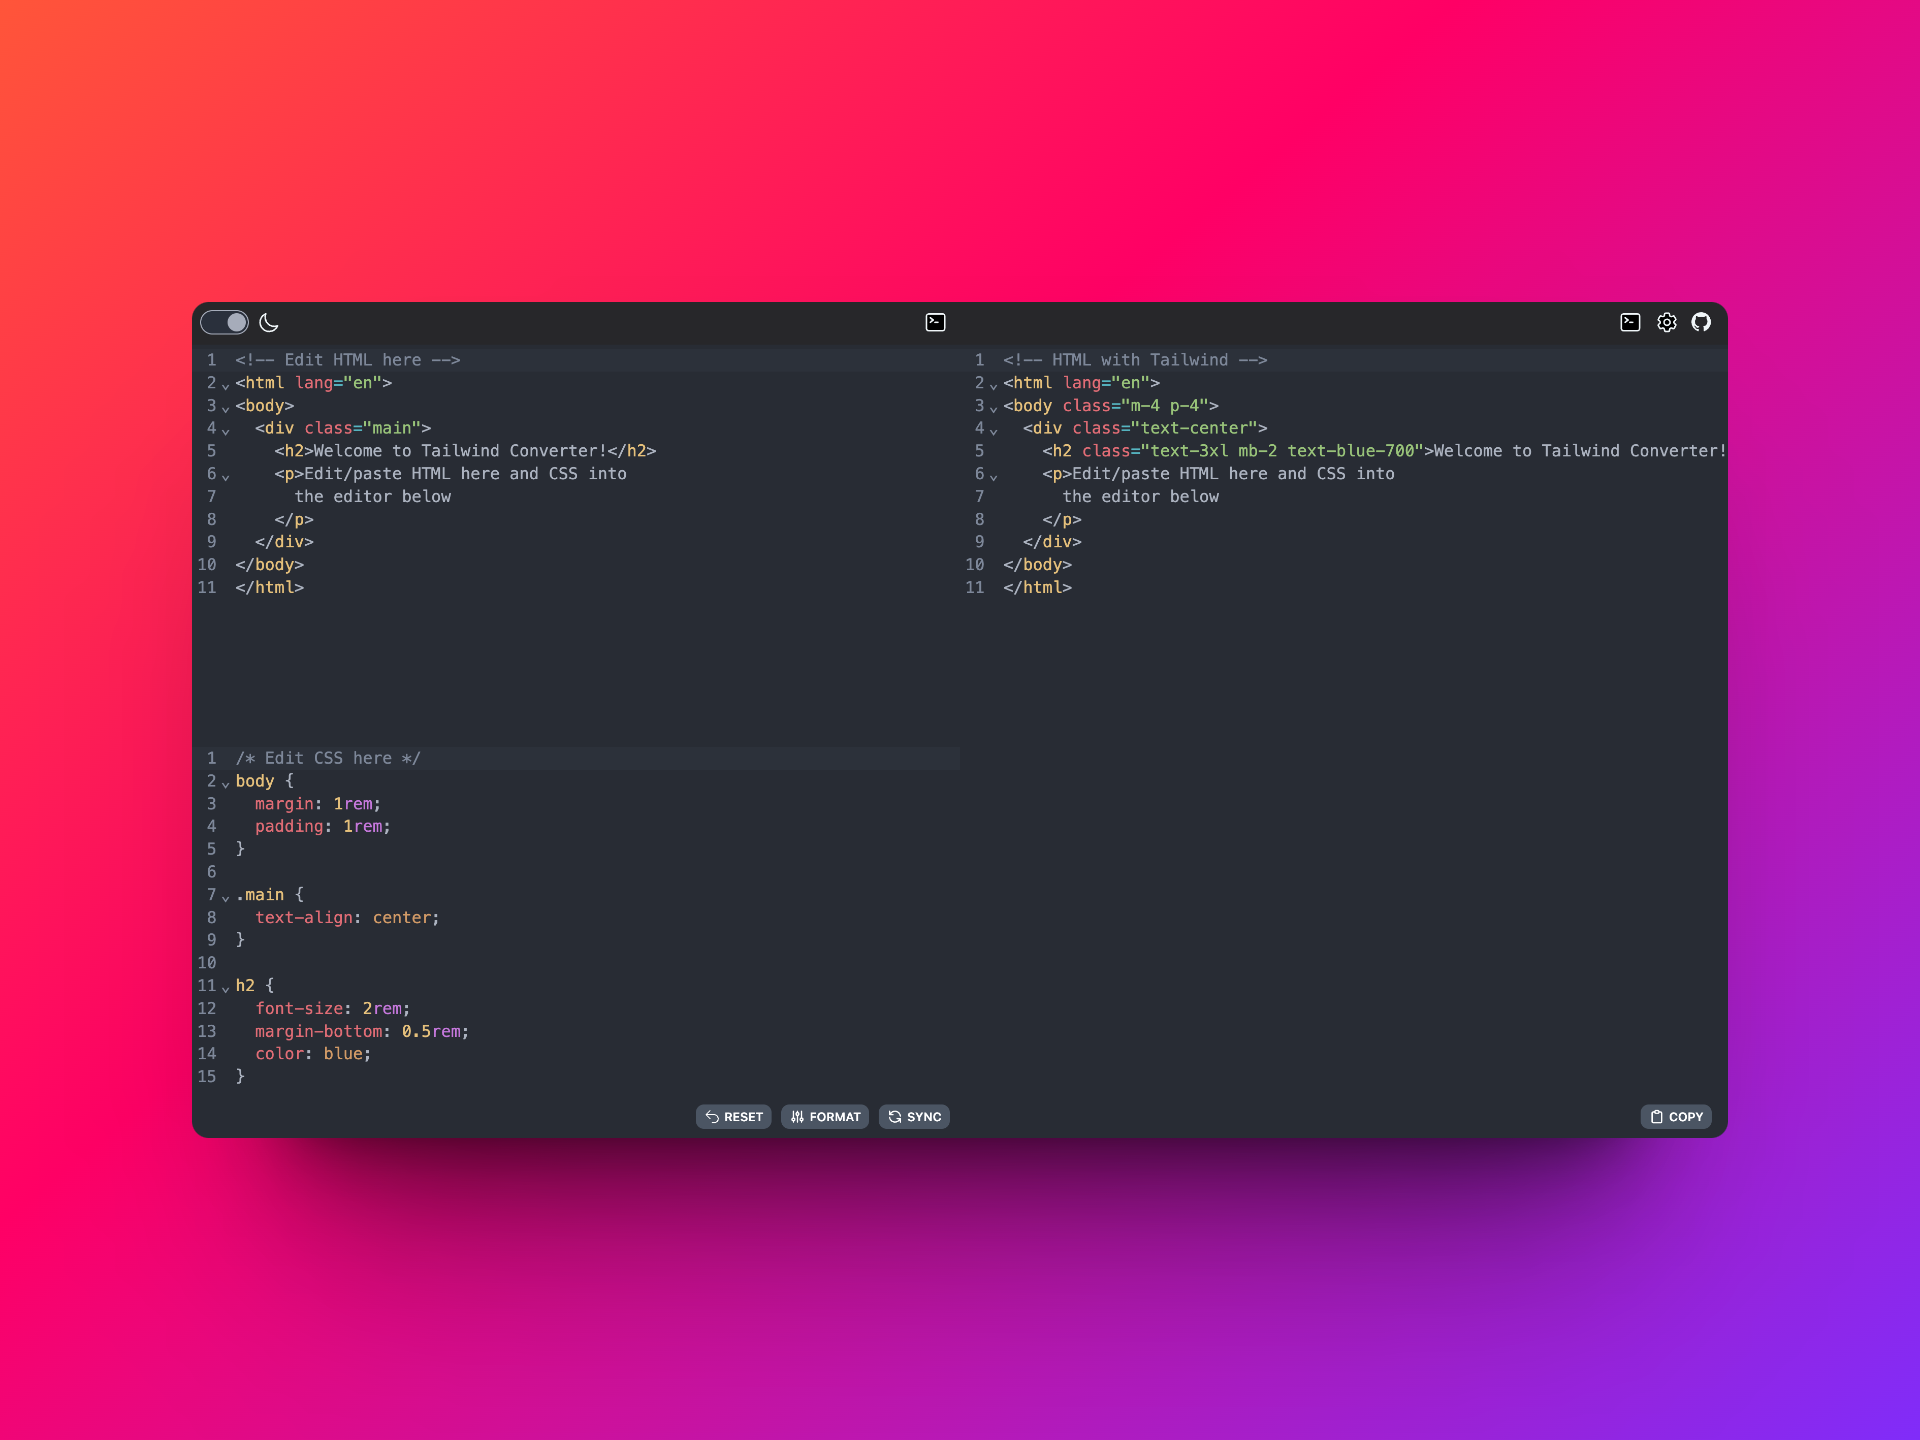 1 <!-- Edit HTML here -->
2 <html lang="en">
3 <body>
4   <div class="main">
5     <h2>Welcome to Tailwind Converter!</h2>
6     <p>Edit/paste HTML here and CSS into
7       the editor below
8     </p>
9   </div>
10 </body>
11 </html>
1 /* Edit CSS here */
2 body {
3   margin: 1rem;
4   padding: 1rem;
5 }
6
7 .main {
8   text-align: center;
9 }
10
11 h2 {
12   font-size: 2rem;
13   margin-bottom: 0.5rem;
14   color: blue;
15 }
RESET FORMAT SYNC
1 <!-- HTML with Tailwind -->
2 <html lang="en">
3 <body class="m-4 p-4">
4   <div class="text-center">
5     <h2 class="text-3xl mb-2 text-blue-700">Welcome to Tailwind Converter!
6     <p>Edit/paste HTML here and CSS into
7       the editor below
8     </p>
9   </div>
10 </body>
11 </html>
COPY